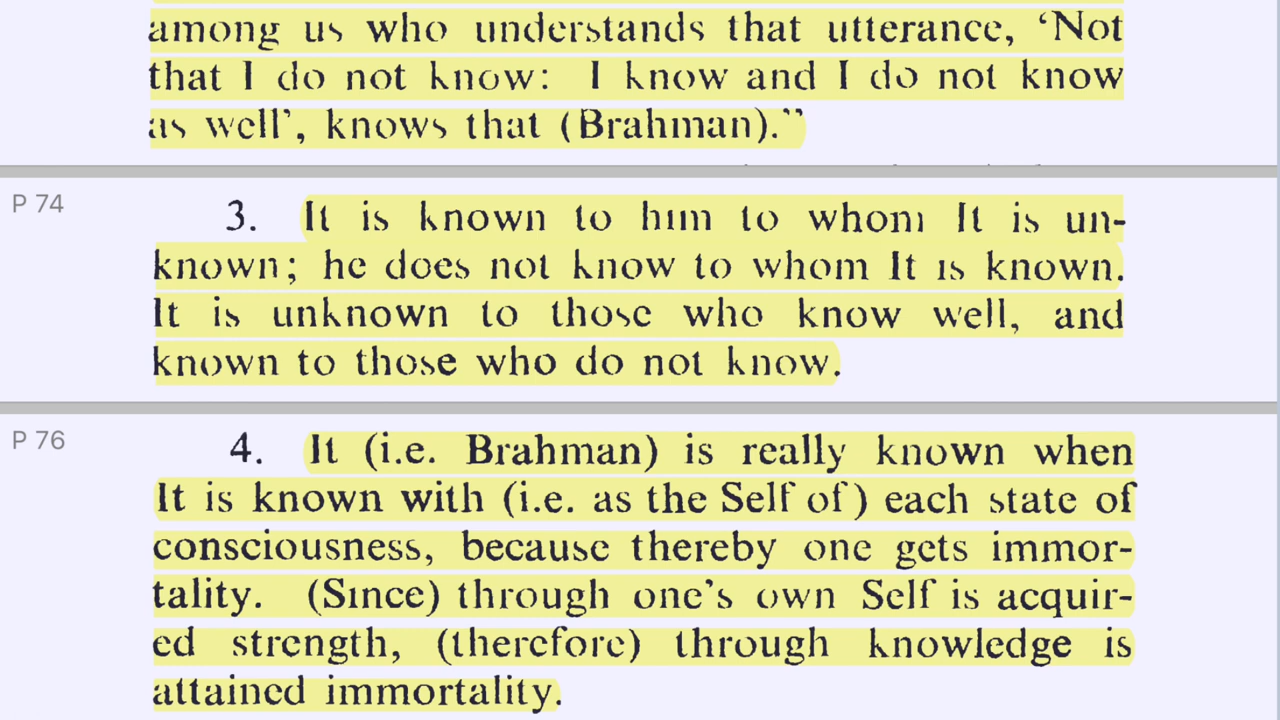 among us who understands that utterance, ‘Not
that I do not know: I know and I do not know
as well’, knows that (Brahman).”
P 74
3. It is known to him to whom It is un-
known; he does not know to whom It is known.
It is unknown to those who know well, and
known to those who do not know.
P 76
4. It (i.e. Brahman) is really known when
It is known with (i.e. as the Self of) each state of
consciousness, because thereby one gets immor-
tality. (Since) through one’s own Self is acquir-
ed strength, (therefore) through knowledge is
attained immortality.